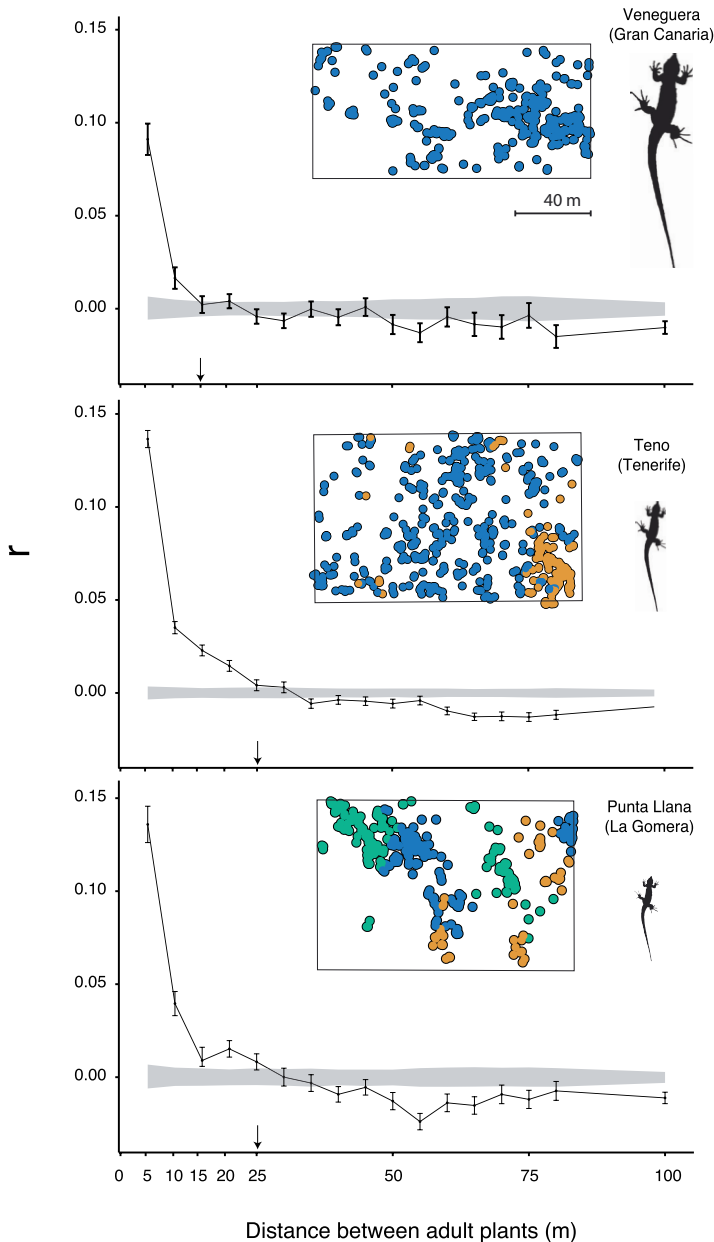 Veneguera
(Gran Canaria)
0.15
0.10
0.05
0.00
40 m
Teno
(Tenerife)
0.15
0.10
0.05
0.00
r
Punta Llana
(La Gomera)
0.15
0.10
0.05
0.00
0 5 10 15 20 25 50 75 100
Distance between adult plants (m)